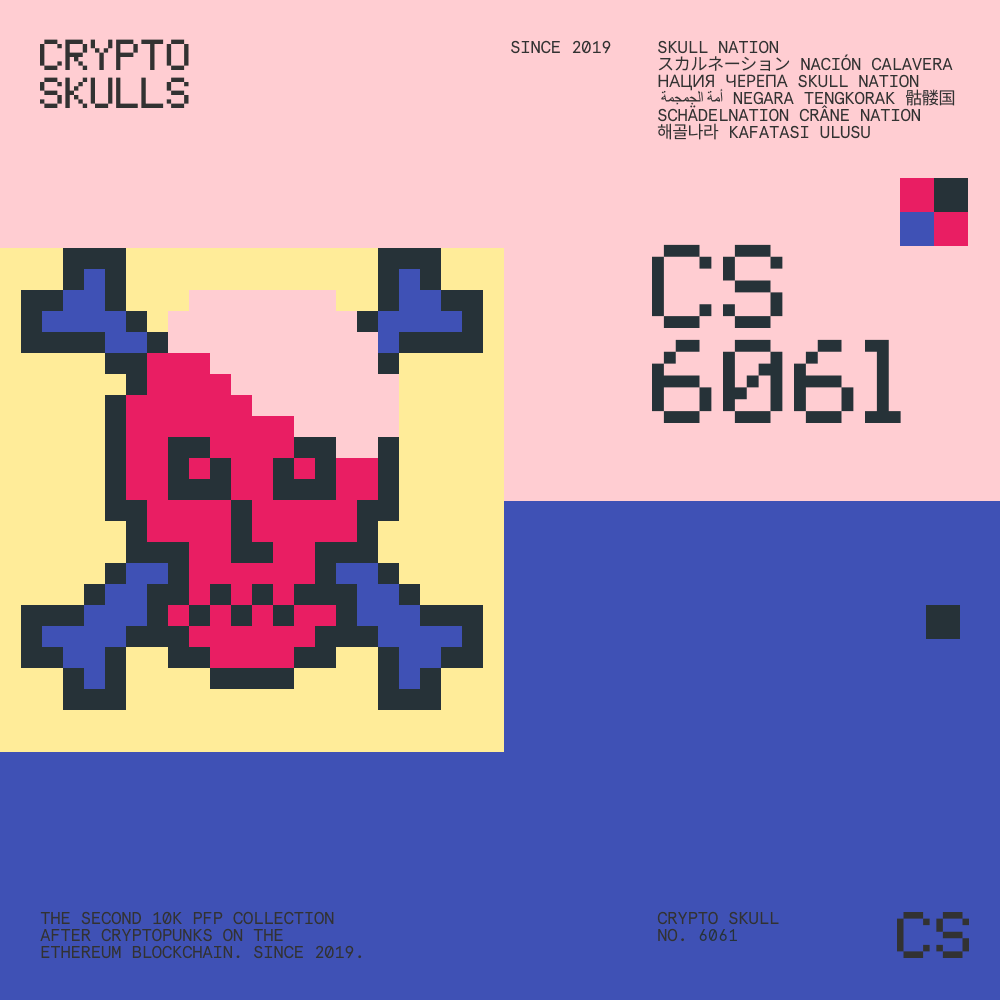 CRYPTO
SKULLS
SINCE 2019
SKULL NATION
スカルネーション NACIÓN CALAVERA
НАЦИЯ ЧЕРЕПА SKULL NATION
أمة الجمجمة NEGARA TENGKORAK 骷髅国
SCHÄDELNATION CRÂNE NATION
해골나라 KAFATASI ULUSU
CS
6061
THE SECOND 10K PFP COLLECTION
AFTER CRYPTOPUNKS ON THE
ETHEREUM BLOCKCHAIN. SINCE 2019.
CRYPTO SKULL
NO. 6061
CS